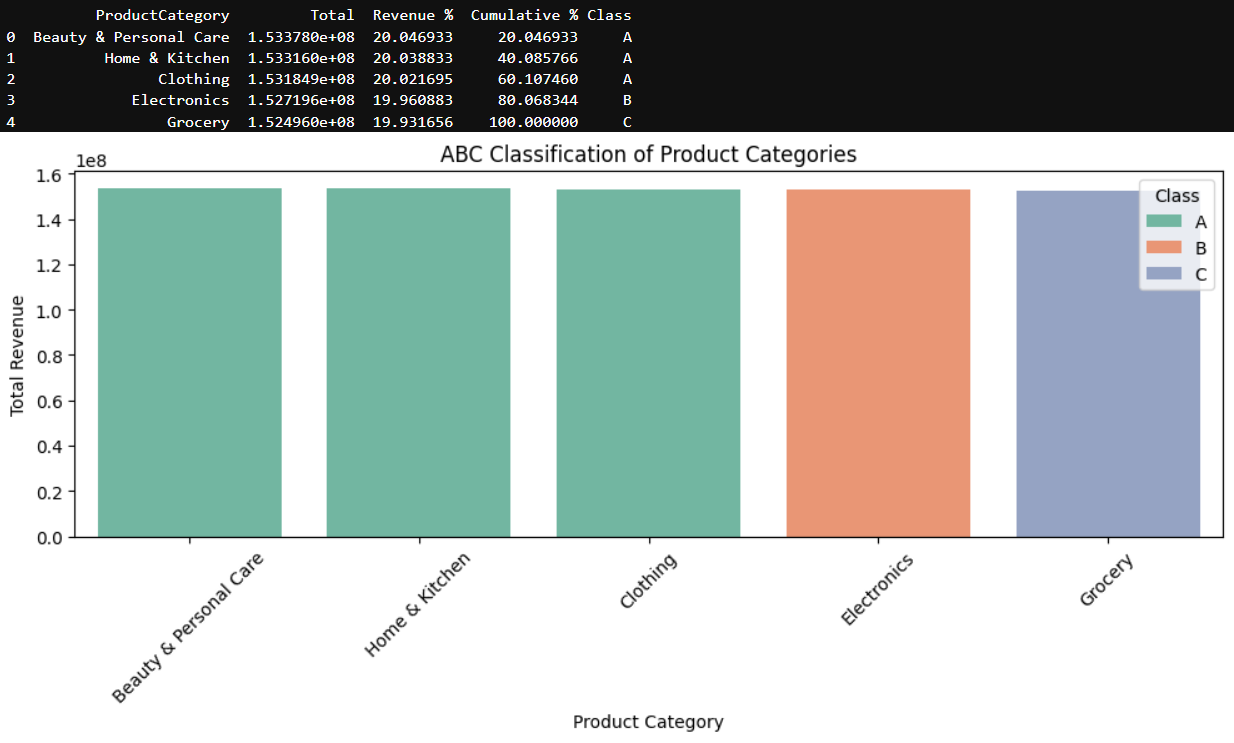 ProductCategory Total Revenue % Cumulative % Class
0 Beauty & Personal Care 1.533780e+08 20.046933 20.046933 A
1 Home & Kitchen 1.533160e+08 20.038833 40.085766 A
2 Clothing 1.531849e+08 20.021695 60.107460 A
3 Electronics 1.527196e+08 19.960883 80.068344 B
4 Grocery 1.524960e+08 19.931656 100.000000 C
ABC Classification of Product Categories
1e8
1.6
1.4
1.2
1.0
0.8
0.6
0.4
0.2
0.0
Total Revenue
Class
A
B
C
Beauty & Personal Care
Home & Kitchen
Clothing
Electronics
Grocery
Product Category